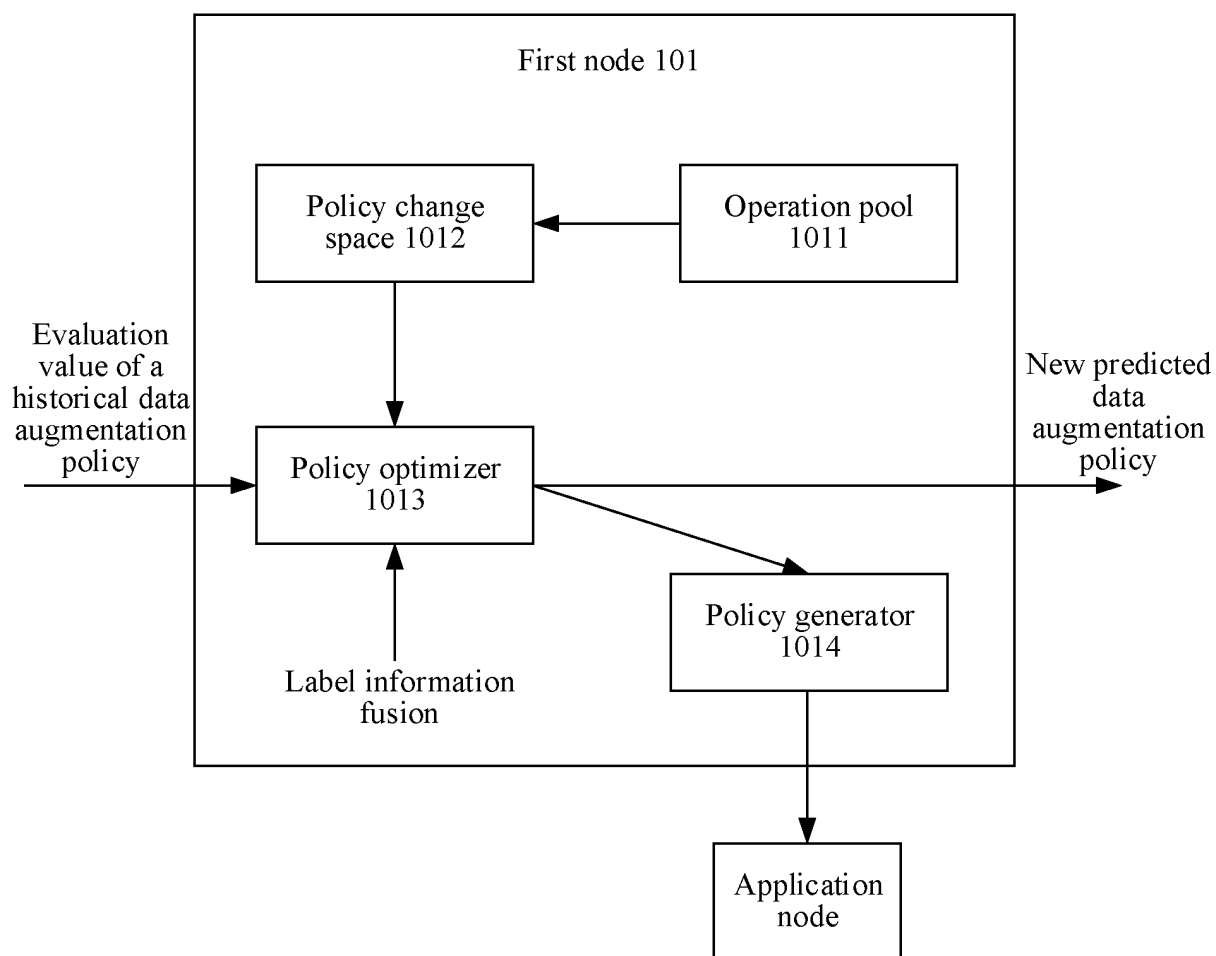 First node 101
Policy change
space 1012
Operation pool
1011
Evaluation
value of a
historical data
augmentation
policy
New predicted
data
augmentation
policy
Policy optimizer
1013
Policy generator
1014
Label information
fusion
Application
node